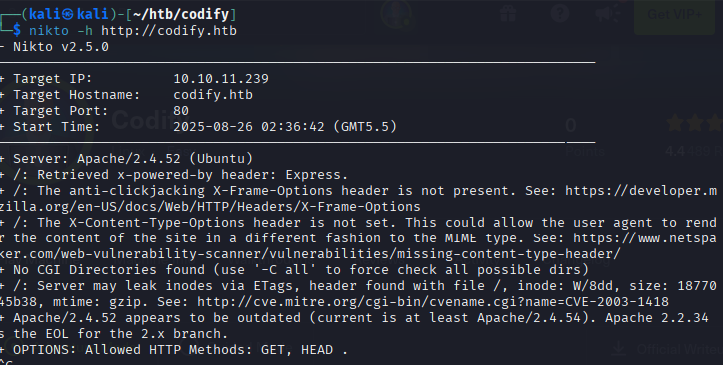 (kali㉿kali)-[~/htb/codify]
$ nikto -h http://codify.htb
- Nikto v2.5.0
+ Target IP: 10.10.11.239
+ Target Hostname: codify.htb
+ Target Port: 80
+ Start Time: 2025-08-26 02:36:42 (GMT5.5)
+ Server: Apache/2.4.52 (Ubuntu)
+ /: Retrieved x-powered-by header: Express.
+ /: The anti-clickjacking X-Frame-Options header is not present. See: https://developer.m
zilla.org/en-US/docs/Web/HTTP/Headers/X-Frame-Options
+ /: The X-Content-Type-Options header is not set. This could allow the user agent to rend
r the content of the site in a different fashion to the MIME type. See: https://www.netspa
ker.com/web-vulnerability-scanner/vulnerabilities/missing-content-type-header/
+ No CGI Directories found (use '-C all' to force check all possible dirs)
+ /: Server may leak inodes via ETags, header found with file /, inode: W/8dd, size: 18770
45b38, mtime: gzip. See: http://cve.mitre.org/cgi-bin/cvename.cgi?name=CVE-2003-1418
+ Apache/2.4.52 appears to be outdated (current is at least Apache/2.4.54). Apache 2.2.34
s the EOL for the 2.x branch.
+ OPTIONS: Allowed HTTP Methods: GET, HEAD .
Get VIP+